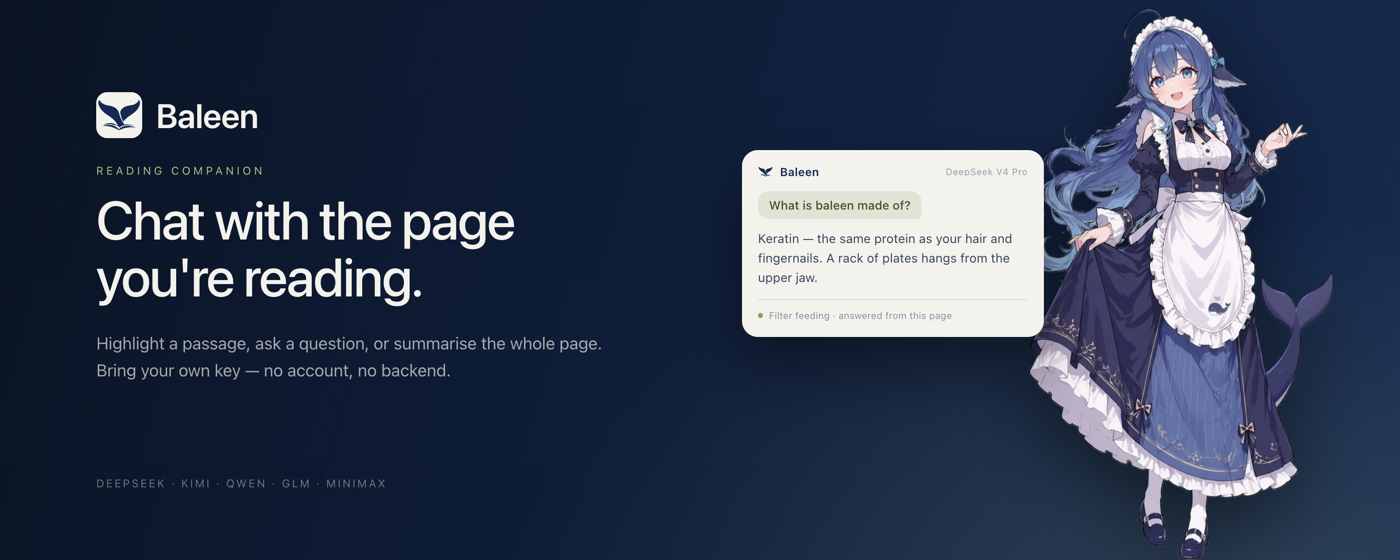 Baleen
READING COMPANION
Chat with the page
you're reading.
Highlight a passage, ask a question, or summarise the whole page.
Bring your own key — no account, no backend.
DEEPSEEK · KIMI · QWEN · GLM · MINIMAX
Baleen
DeepSeek V4 Pro
What is baleen made of?
Keratin — the same protein as your hair and
fingernails. A rack of plates hangs from the
upper jaw.
Filter feeding · answered from this page